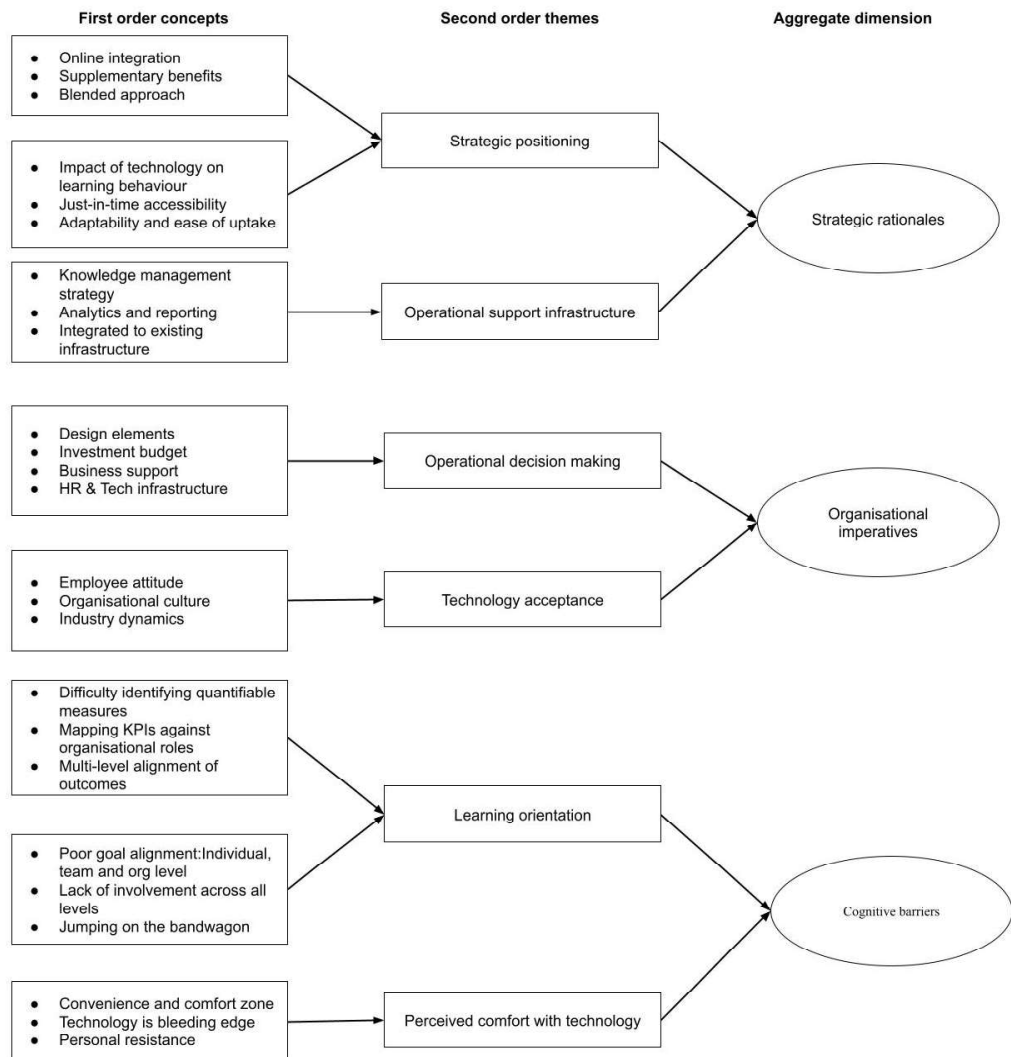 First order concepts
Second order themes
Aggregate dimension
● Online integration
● Supplementary benefits
● Blended approach
● Impact of technology on
learning behaviour
● Just-in-time accessibility
● Adaptability and ease of uptake
Strategic positioning
● Knowledge management
strategy
● Analytics and reporting
● Integrated to existing
infrastructure
Operational support infrastructure
Strategic rationales
● Design elements
● Investment budget
● Business support
● HR & Tech infrastructure
Operational decision making
● Employee attitude
● Organisational culture
● Industry dynamics
Technology acceptance
Organisational
imperatives
● Difficulty identifying quantifiable
measures
● Mapping KPIs against
organisational roles
● Multi-level alignment of
outcomes
● Poor goal alignment:Individual,
team and org level
● Lack of involvement across all
levels
● Jumping on the bandwagon
Learning orientation
● Convenience and comfort zone
● Technology is bleeding edge
● Personal resistance
Perceived comfort with technology
Cognitive barriers